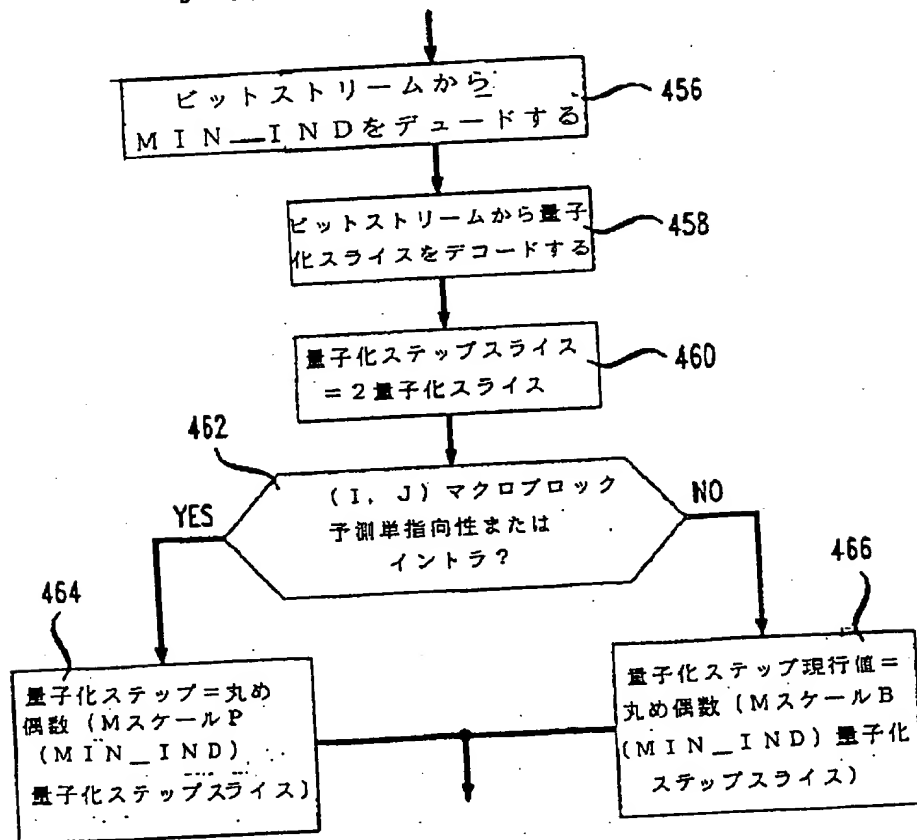 ビットストリームから
MIN_INDをデュードする
456
ビットストリームから量子
化スライスをデコードする
458
量子化ステップスライス
=2量子化スライス
460
462
(I, J)マクロブロック
予測単指向性または
イントラ?
YES
NO
464
466
量子化ステップ=丸め
偶数(MスケールP
(MIN_IND)
量子化ステップスライス)
量子化ステップ現行値=
丸め偶数(MスケールB
(MIN_IND)量子化
ステップスライス)